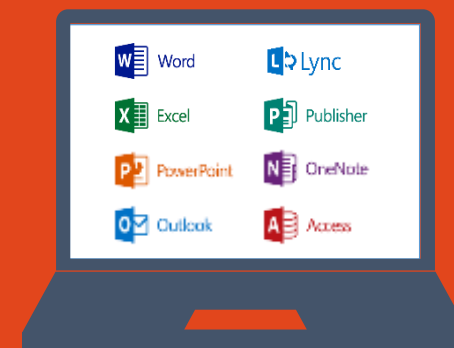 Word
Lync
Excel
Publisher
PowerPoint
OneNote
Outlook
Access